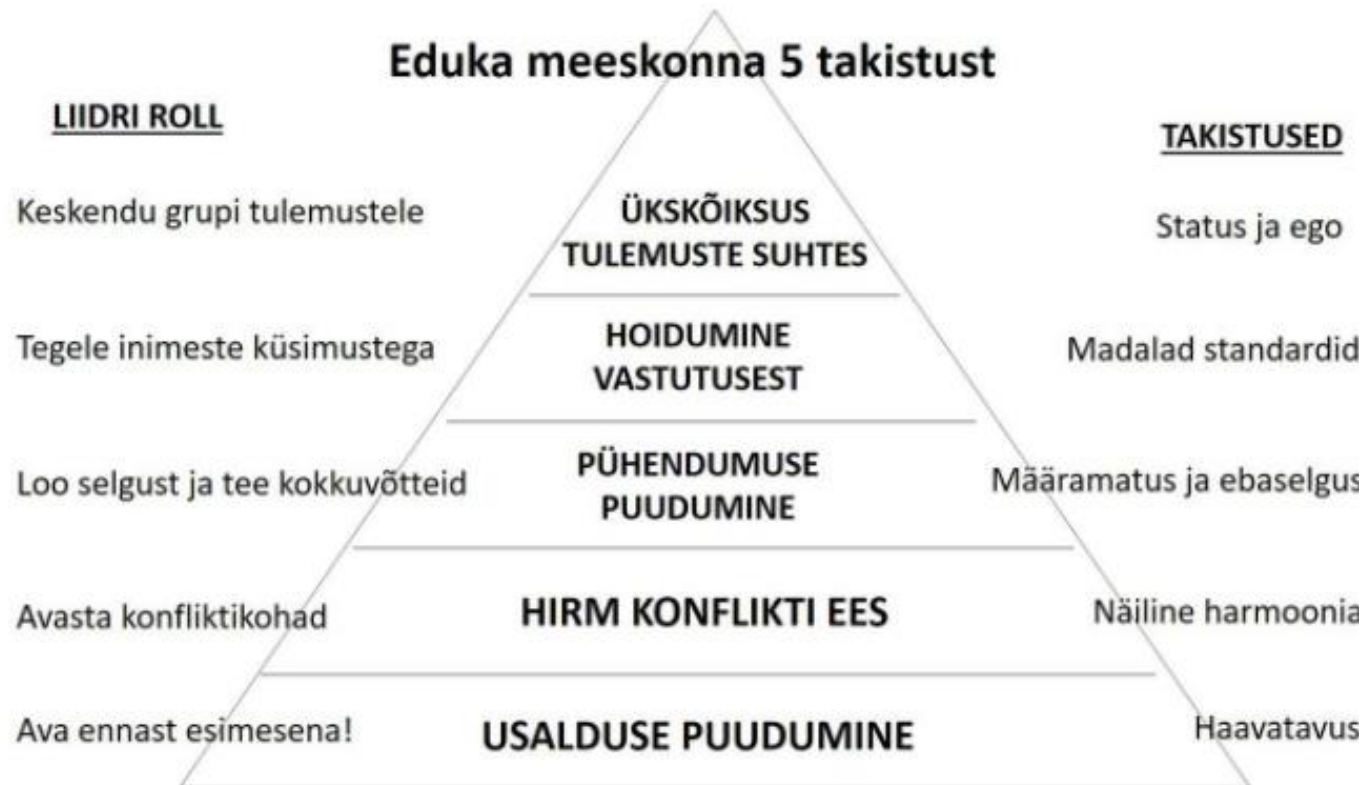 Eduka meeskonna 5 takistust
LIIDRI ROLL
TAKISTUSED
Keskendu grupi tulemustele
ÜKSKÕIKSUS
TULEMUSTE SUHTES
Status ja ego
Tegele inimeste küsimustega
HOIDUMINE
VASTUTUSEST
Madalad standardid
Loo selgust ja tee kokkuvõtteid
PÜHENDUMUSE
PUUDUMINE
Määramatus ja ebaselgus
Avasta konfliktikohad
HIRM KONFLIKTI EES
Näiline harmoonia
Ava ennast esimesena!
USALDUSE PUUDUMINE
Haavatavus